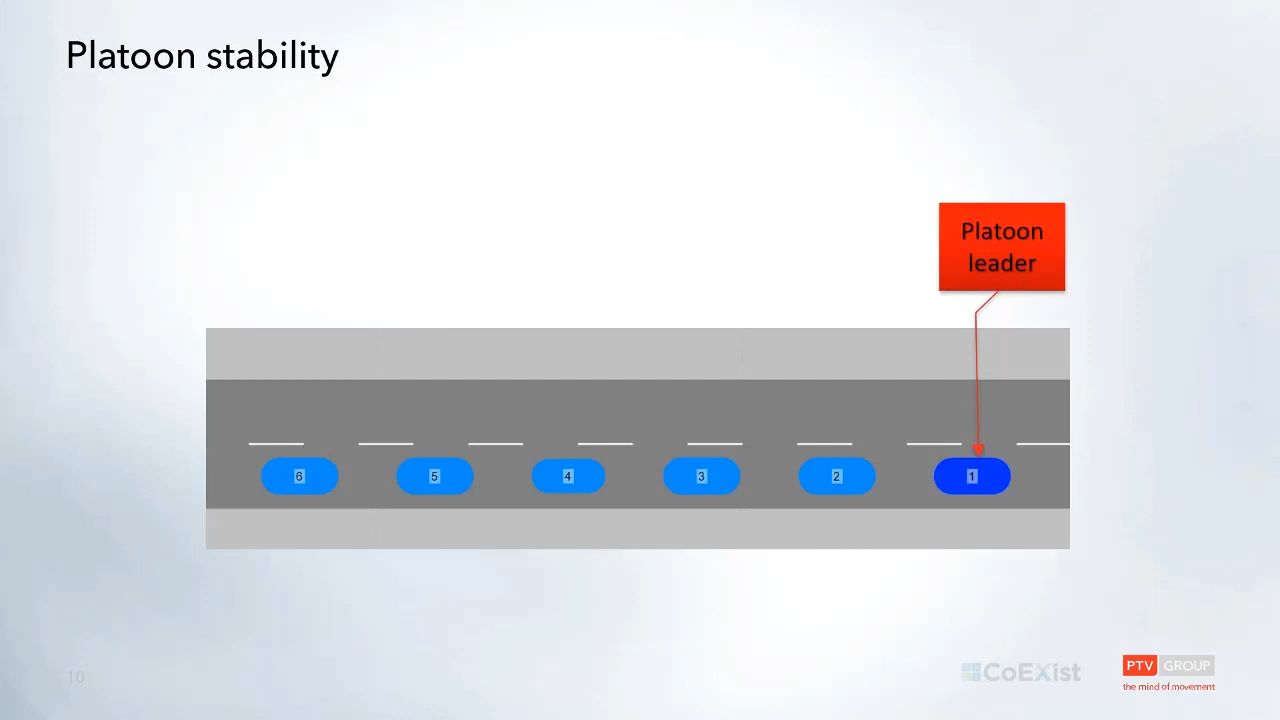 Platoon stability
Platoon
leader
6
5
4
3
2
1
10
CoEXist
PTV GROUP
the mind of movement